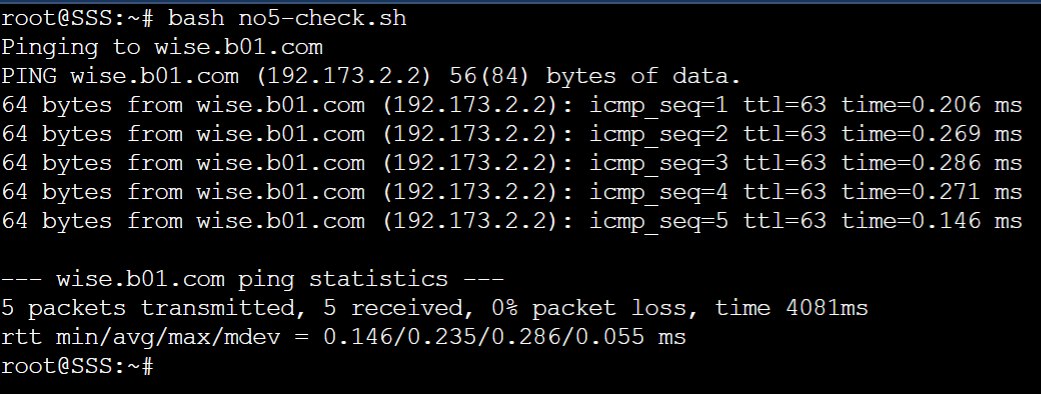 root@SSS:~# bash no5-check.sh
Pinging to wise.b01.com
PING wise.b01.com (192.173.2.2) 56(84) bytes of data.
64 bytes from wise.b01.com (192.173.2.2): icmp_seq=1 ttl=63 time=0.206 ms
64 bytes from wise.b01.com (192.173.2.2): icmp_seq=2 ttl=63 time=0.269 ms
64 bytes from wise.b01.com (192.173.2.2): icmp_seq=3 ttl=63 time=0.286 ms
64 bytes from wise.b01.com (192.173.2.2): icmp_seq=4 ttl=63 time=0.271 ms
64 bytes from wise.b01.com (192.173.2.2): icmp_seq=5 ttl=63 time=0.146 ms

--- wise.b01.com ping statistics ---
5 packets transmitted, 5 received, 0% packet loss, time 4081ms
rtt min/avg/max/mdev = 0.146/0.235/0.286/0.055 ms
root@SSS:~#